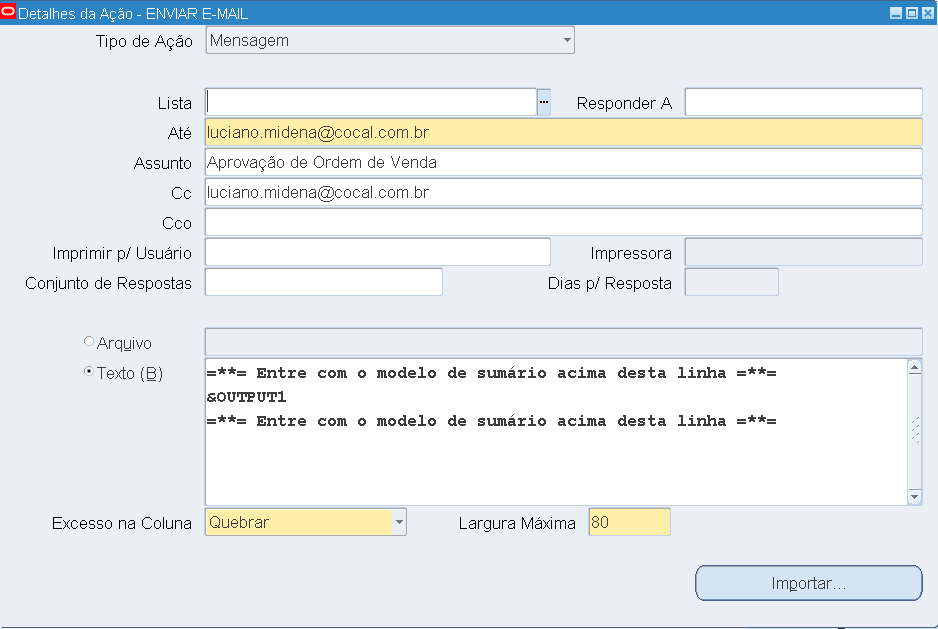 Detalhes da Ação - ENVIAR E-MAIL
Tipo de Ação Mensagem
Lista ... Responder A
Até luciano.midena@cocal.com.br
Assunto Aprovação de Ordem de Venda
Cc luciano.midena@cocal.com.br
Cco
Imprimir p/ Usuário Impressora
Conjunto de Respostas Dias p/ Resposta
Arquivo
Texto (B) =**= Entre com o modelo de sumário acima desta linha =**=
&OUTPUT1
=**= Entre com o modelo de sumário acima desta linha =**=
Excesso na Coluna Quebrar Largura Máxima 80
Importar...